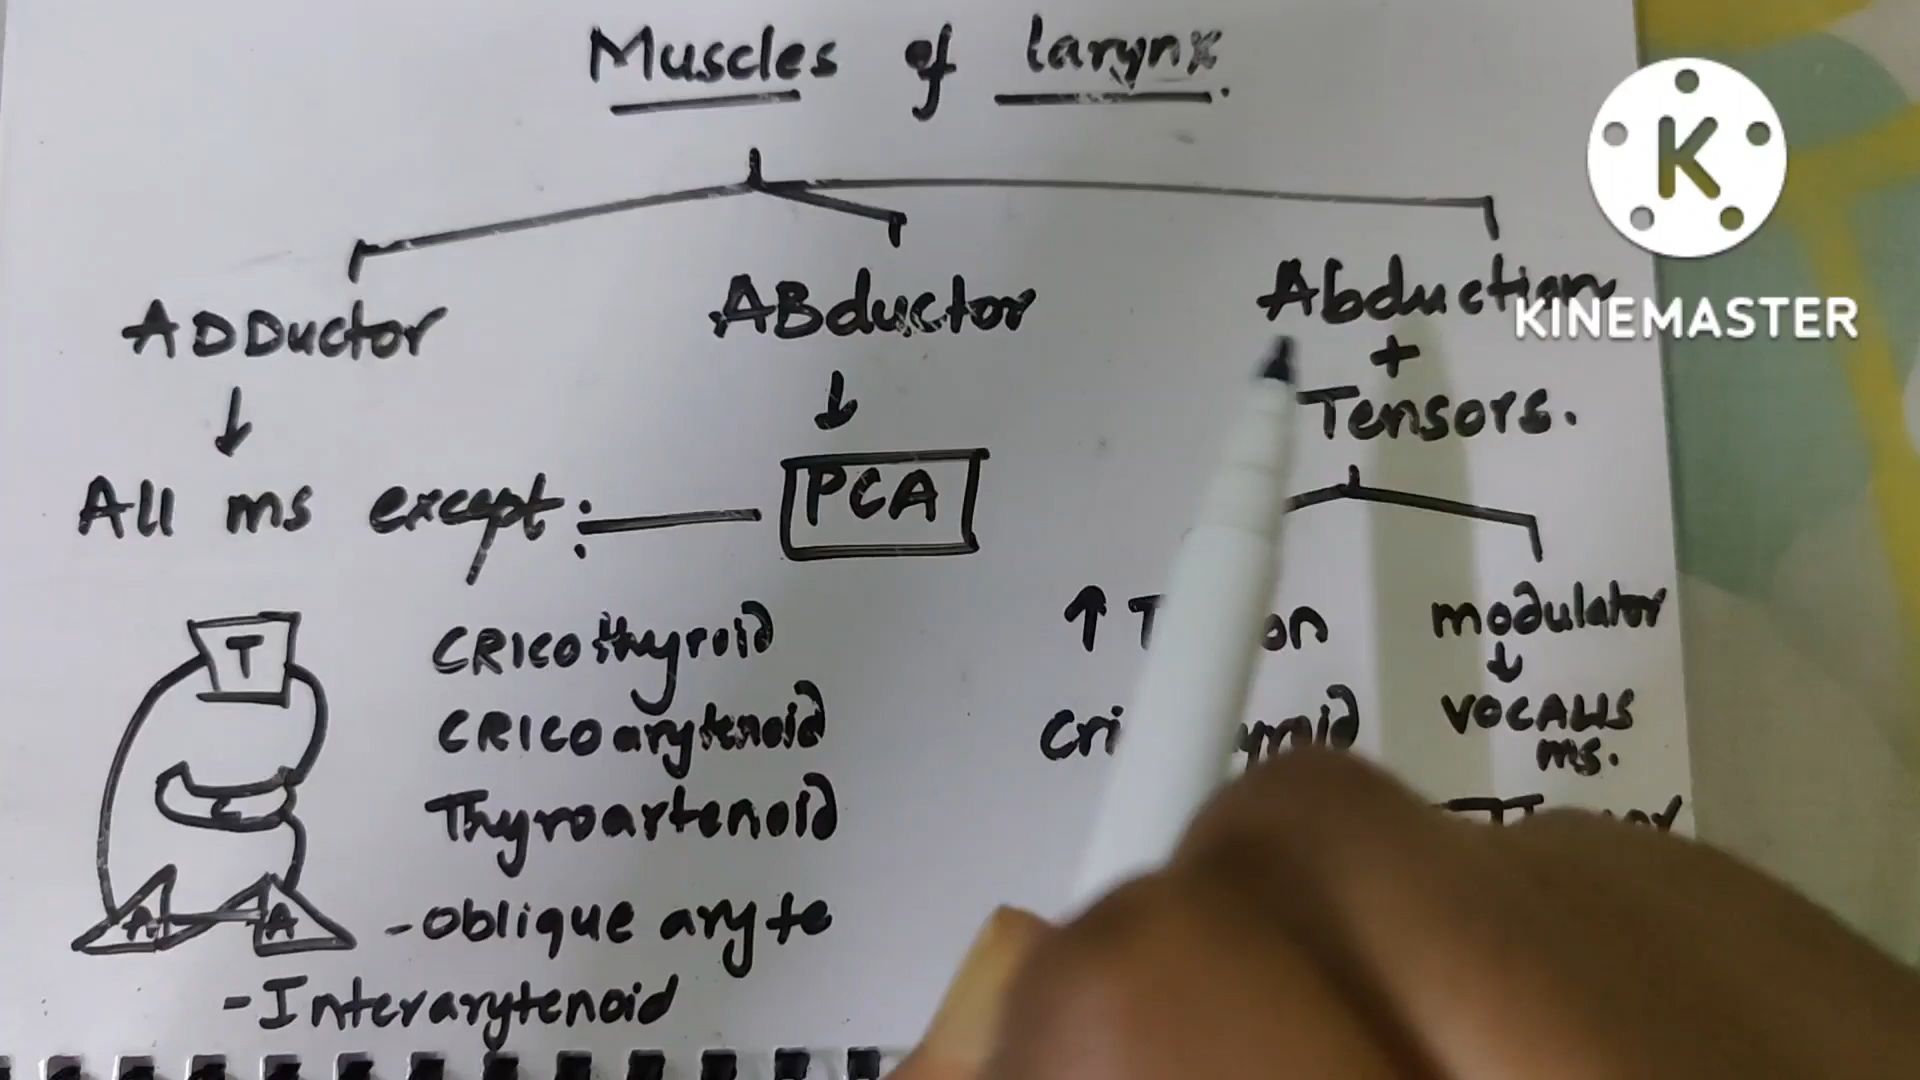 Muscles of larynx.
ADDuctor
All ms except:
CRICOthyroid
CRICOarytenoid
Thyroartenoid
-oblique aryte
-Interarytenoid
T
A
A
ABductor
PCA
Abduction
+
Tensors.
↑
modulator
VOCALIS
ms.
K
KINEMASTER